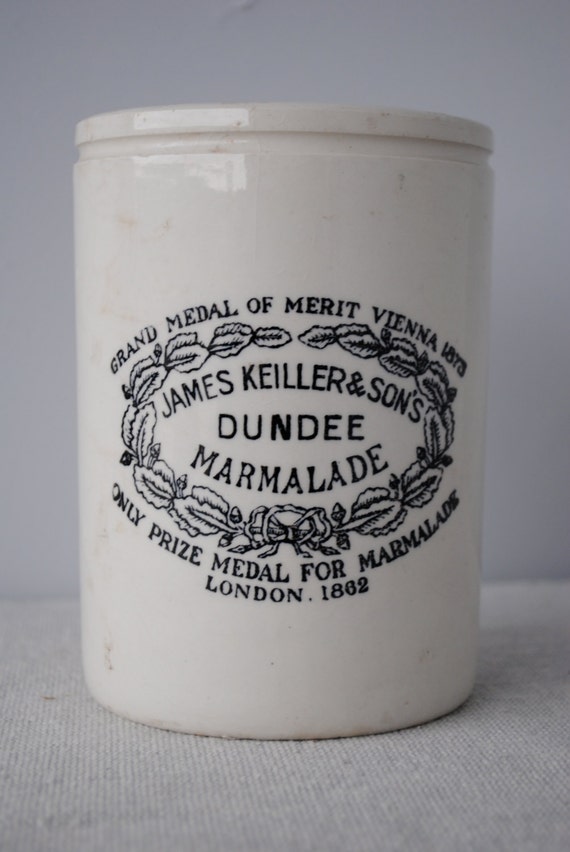 GRAND MEDAL OF MERIT VIENNA 1873
JAMES KEILLER & SON'S
DUNDEE
MARMALADE
ONLY PRIZE MEDAL FOR MARMALADE
LONDON. 1862